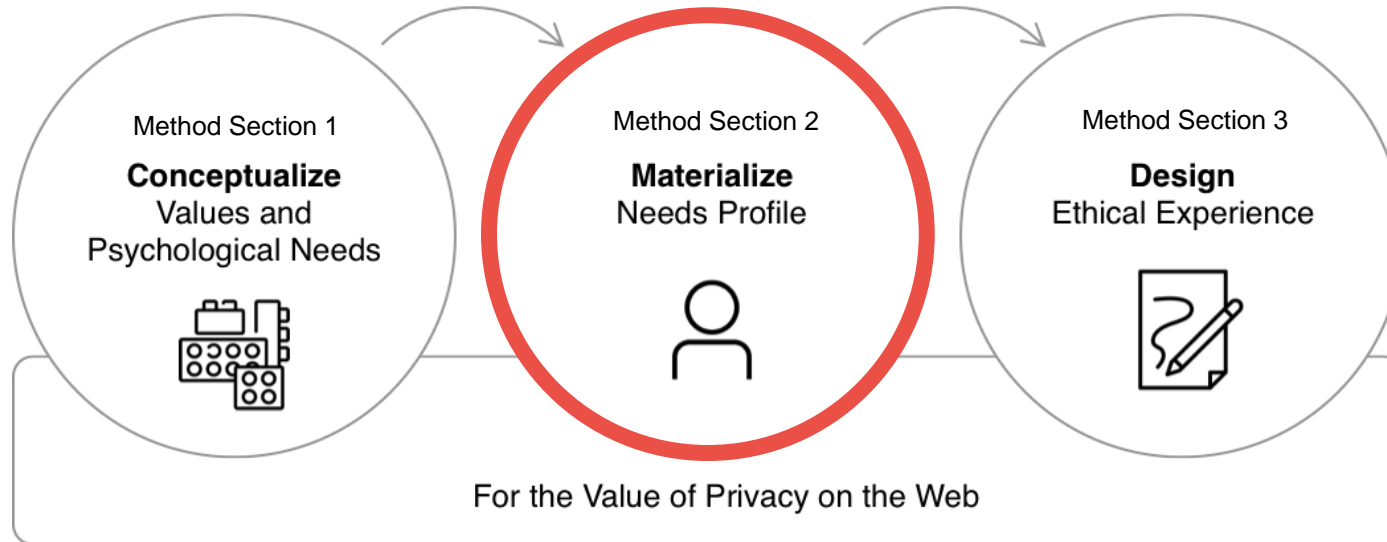 Method Section 1
Conceptualize
Values and
Psychological Needs
Method Section 2
Materialize
Needs Profile
Method Section 3
Design
Ethical Experience
For the Value of Privacy on the Web